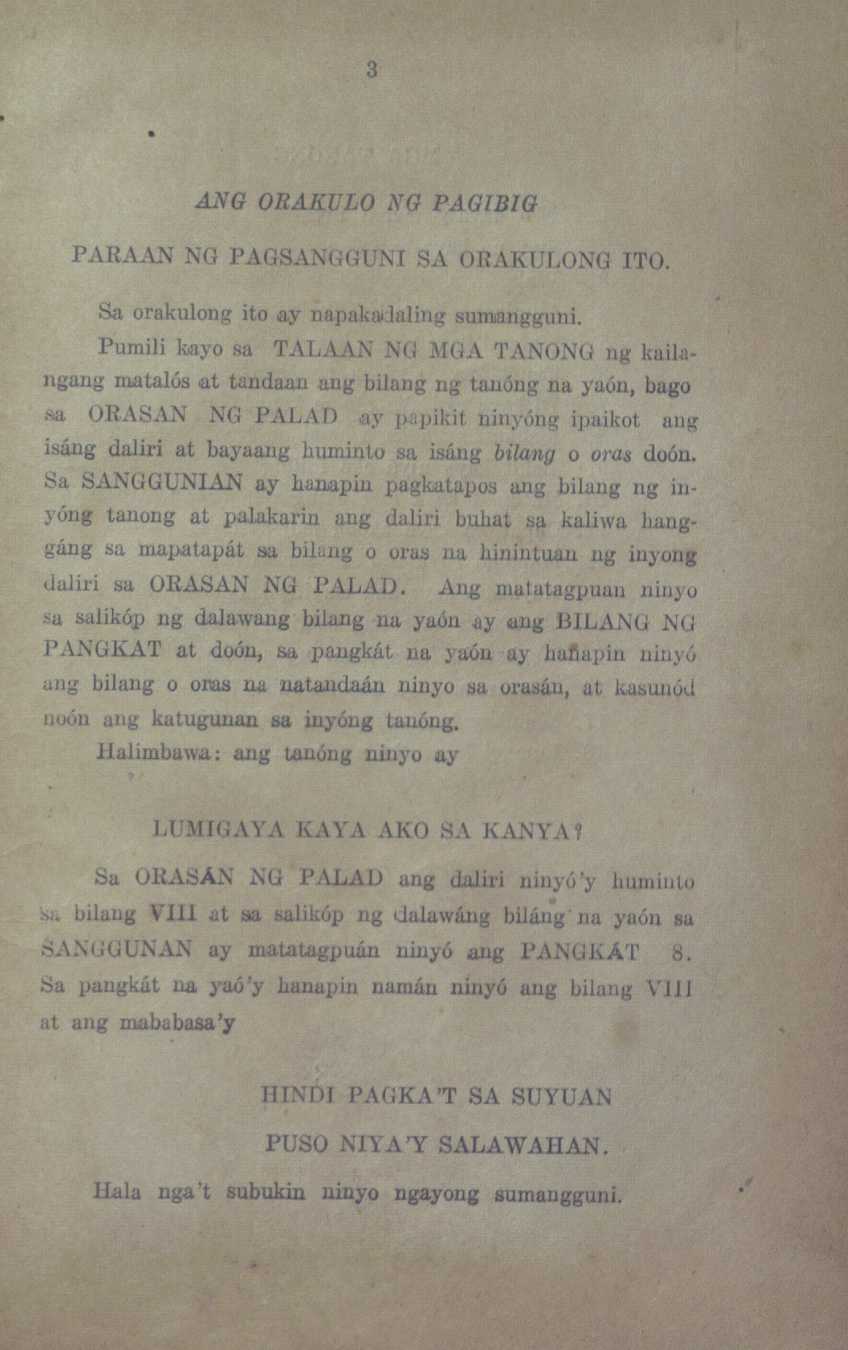 3
ANG ORAKULO NG PAGIBIG
PARAAN NG PAGSANGGUNI SA ORAKULONG ITO.
Sa orakulong ito ay napakadaling sumangguni.
Pumili kayo sa TALAAN NG MGA TANONG ng kaila-
ngang matalós at tandaan ang bilang ng tanóng na yaón, bago
sa ORASAN NG PALAD ay papikit ninyóng ipaikot ang
isáng daliri at bayaang huminto sa isáng bilang o oras doón.
Sa SANGGUNIAN ay hanapin pagkatapos ang bilang ng in-
yóng tanong at palakarin ang daliri buhat sa kaliwa hang-
gáng sa mapatapát sa bilang o oras na hinintuan ng inyong
daliri sa ORASAN NG PALAD. Ang matatagpuan ninyo
sa salikóp ng dalawang bilang na yaón ay ang BILANG NG
PANGKAT at doón, sa pangkát na yaón ay hañapin ninyó
ang bilang o oras na natandaán ninyo sa orasán, at kasunód
noón ang katugunan sa inyóng tanóng.
Halimbawa: ang tanóng ninyo ay
LUMIGAYA KAYA AKO SA KANYA?
Sa ORASÁN NG PALAD ang daliri ninyó'y huminto
sa bilang VIII at sa salikóp ng dalawáng biláng na yaón sa
SANGGUNAN ay matatagpuán ninyó ang PANGKÁT 8.
Sa pangkát na yaó'y hanapin namán ninyó ang bilang VIII
at ang mababasa'y
HINDI PAGKA'T SA SUYUAN
PUSO NIYA'Y SALAWAHAN.
Hala nga't subukin ninyo ngayong sumangguni.